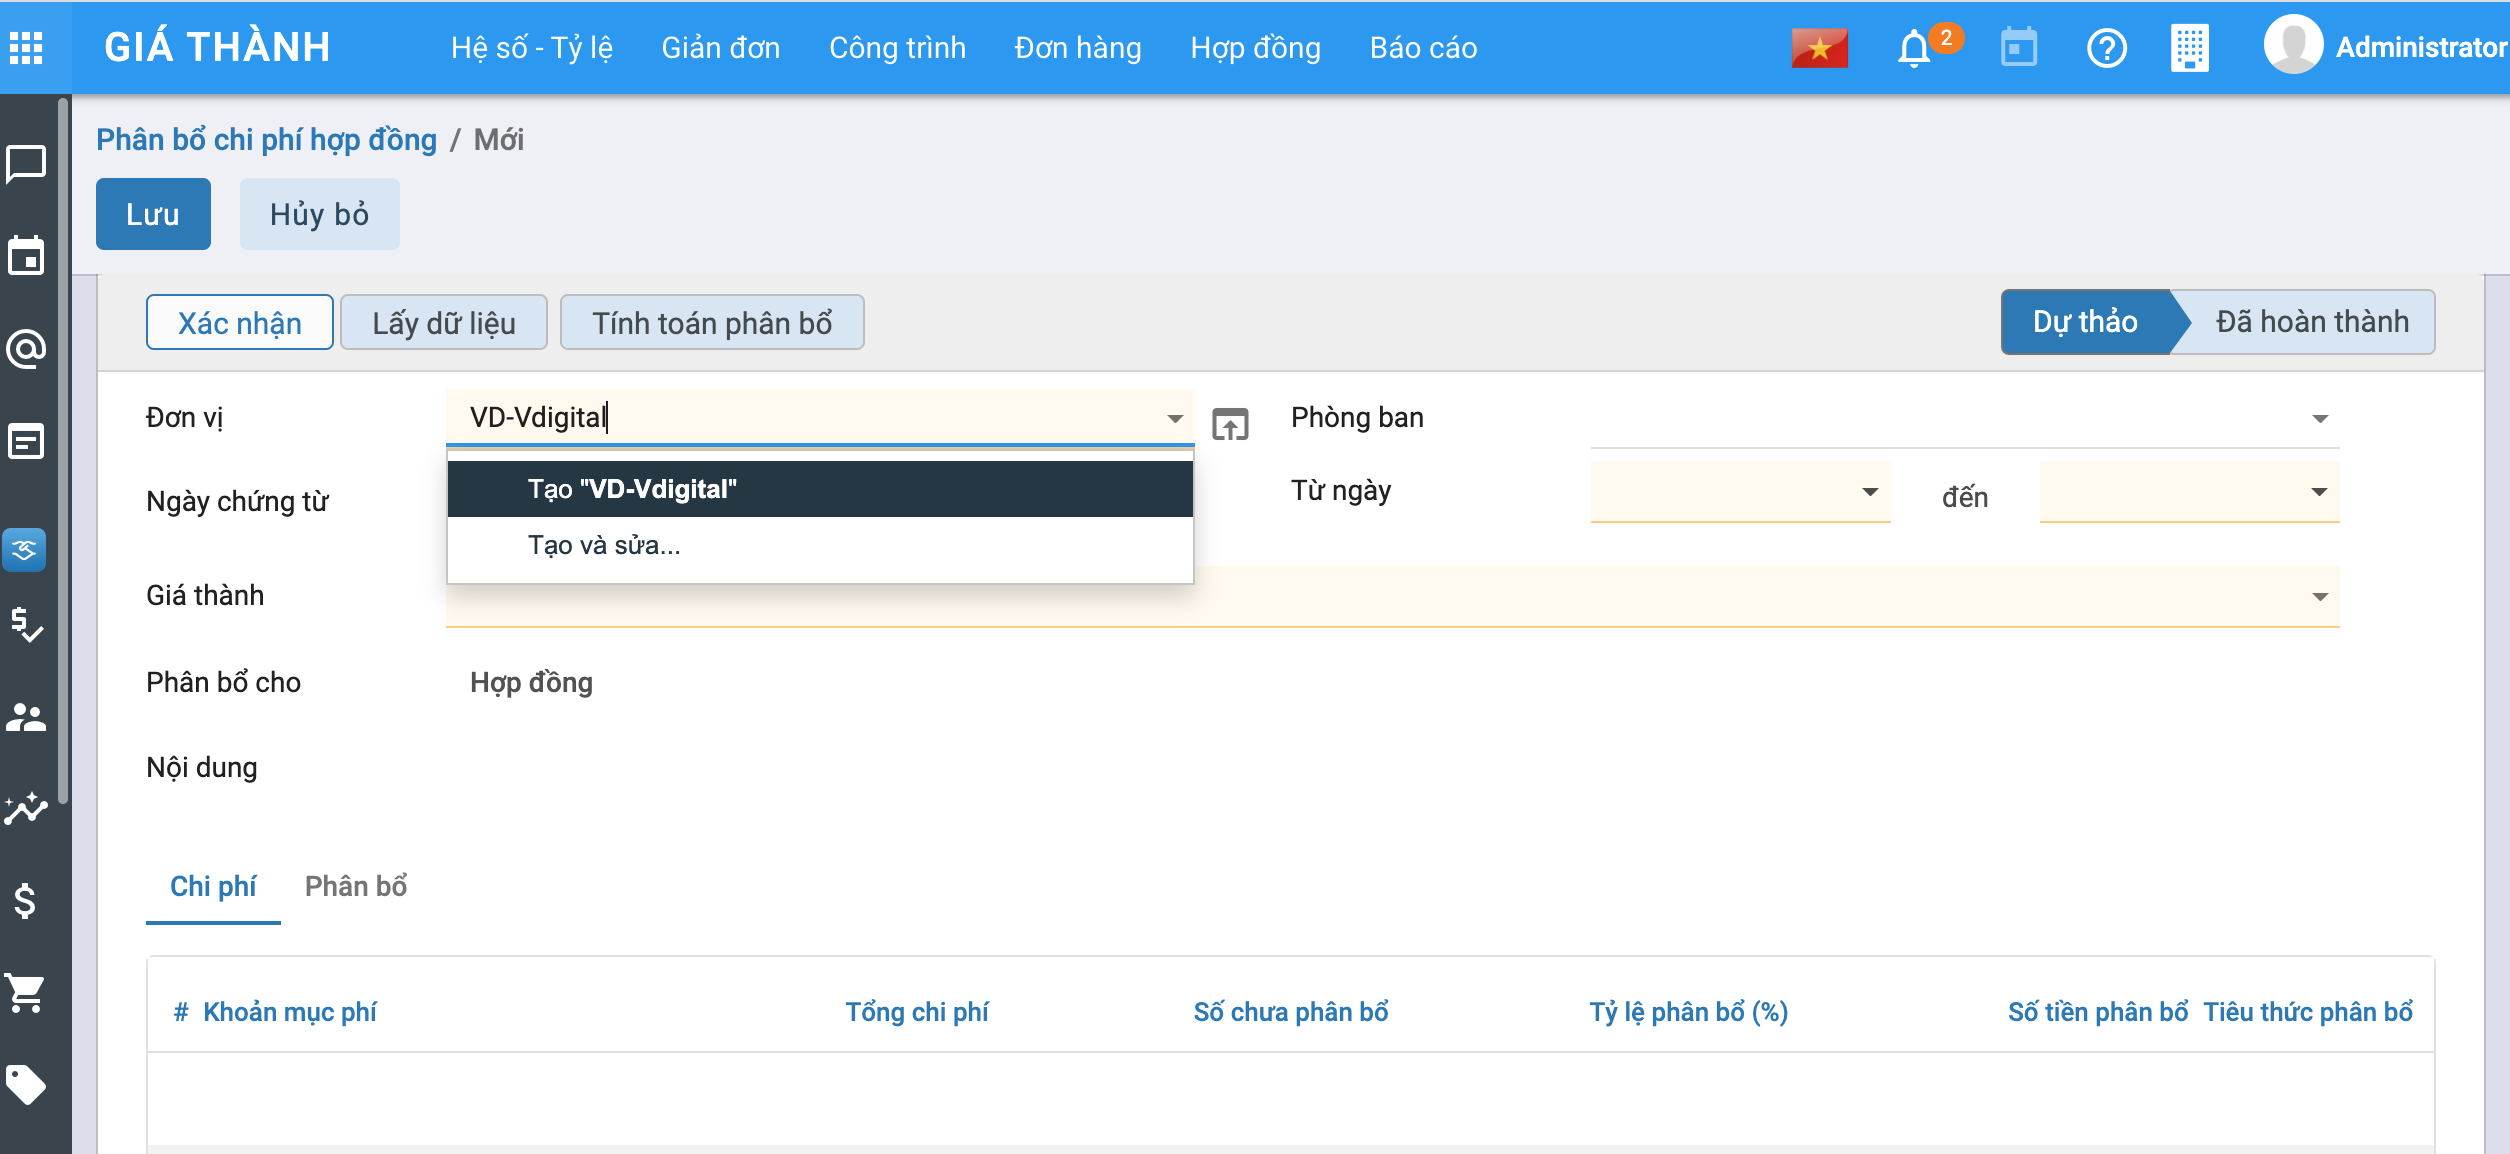 GIÁ THÀNH Hệ số - Tỷ lệ Giản đơn Công trình Đơn hàng Hợp đồng Báo cáo 2 Administrator
Phân bổ chi phí hợp đồng / Mới
Lưu Hủy bỏ
Xác nhận Lấy dữ liệu Tính toán phân bổ Dự thảo Đã hoàn thành
Đơn vị VD-Vdigital Phòng ban
Tạo "VD-Vdigital"
Ngày chứng từ Từ ngày đến
Tạo và sửa...
Giá thành
Phân bổ cho Hợp đồng
Nội dung
Chi phí Phân bổ
# Khoản mục phí Tổng chi phí Số chưa phân bổ Tỷ lệ phân bổ (%) Số tiền phân bổ Tiêu thức phân bổ